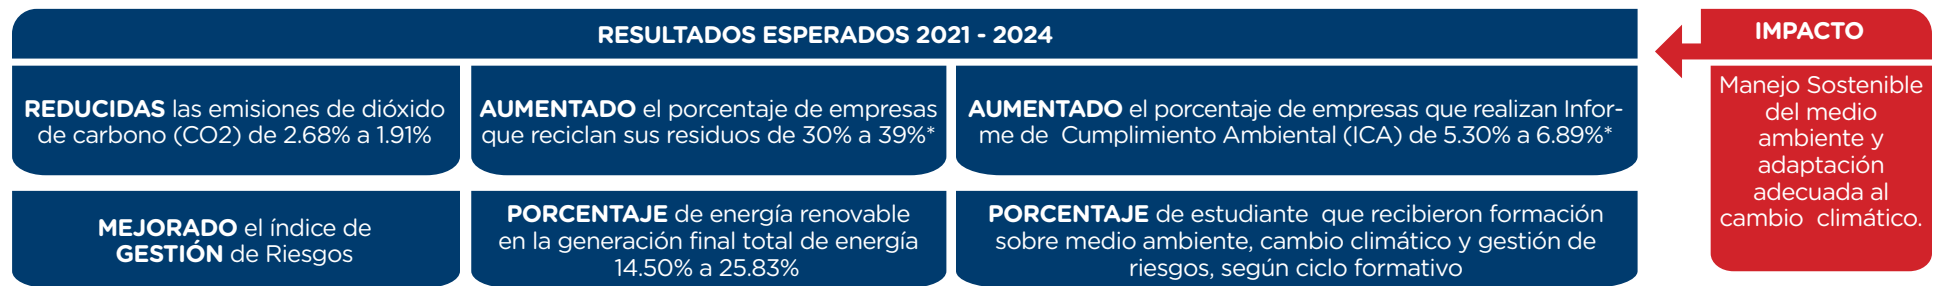 RESULTADOS ESPERADOS 2021 - 2024
REDUCIDAS las emisiones de dióxido
de carbono (CO2) de 2.68% a 1.91%
AUMENTADO el porcentaje de empresas
que reciclan sus residuos de 30% a 39%*
AUMENTADO el porcentaje de empresas que realizan Infor-
me de Cumplimiento Ambiental (ICA) de 5.30% a 6.89%*
MEJORADO el índice de
GESTIÓN de Riesgos
PORCENTAJE de energía renovable
en la generación final total de energía
14.50% a 25.83%
PORCENTAJE de estudiante que recibieron formación
sobre medio ambiente, cambio climático y gestión de
riesgos, según ciclo formativo
IMPACTO
Manejo Sostenible
del medio
ambiente y
adaptación
adecuada al
cambio climático.